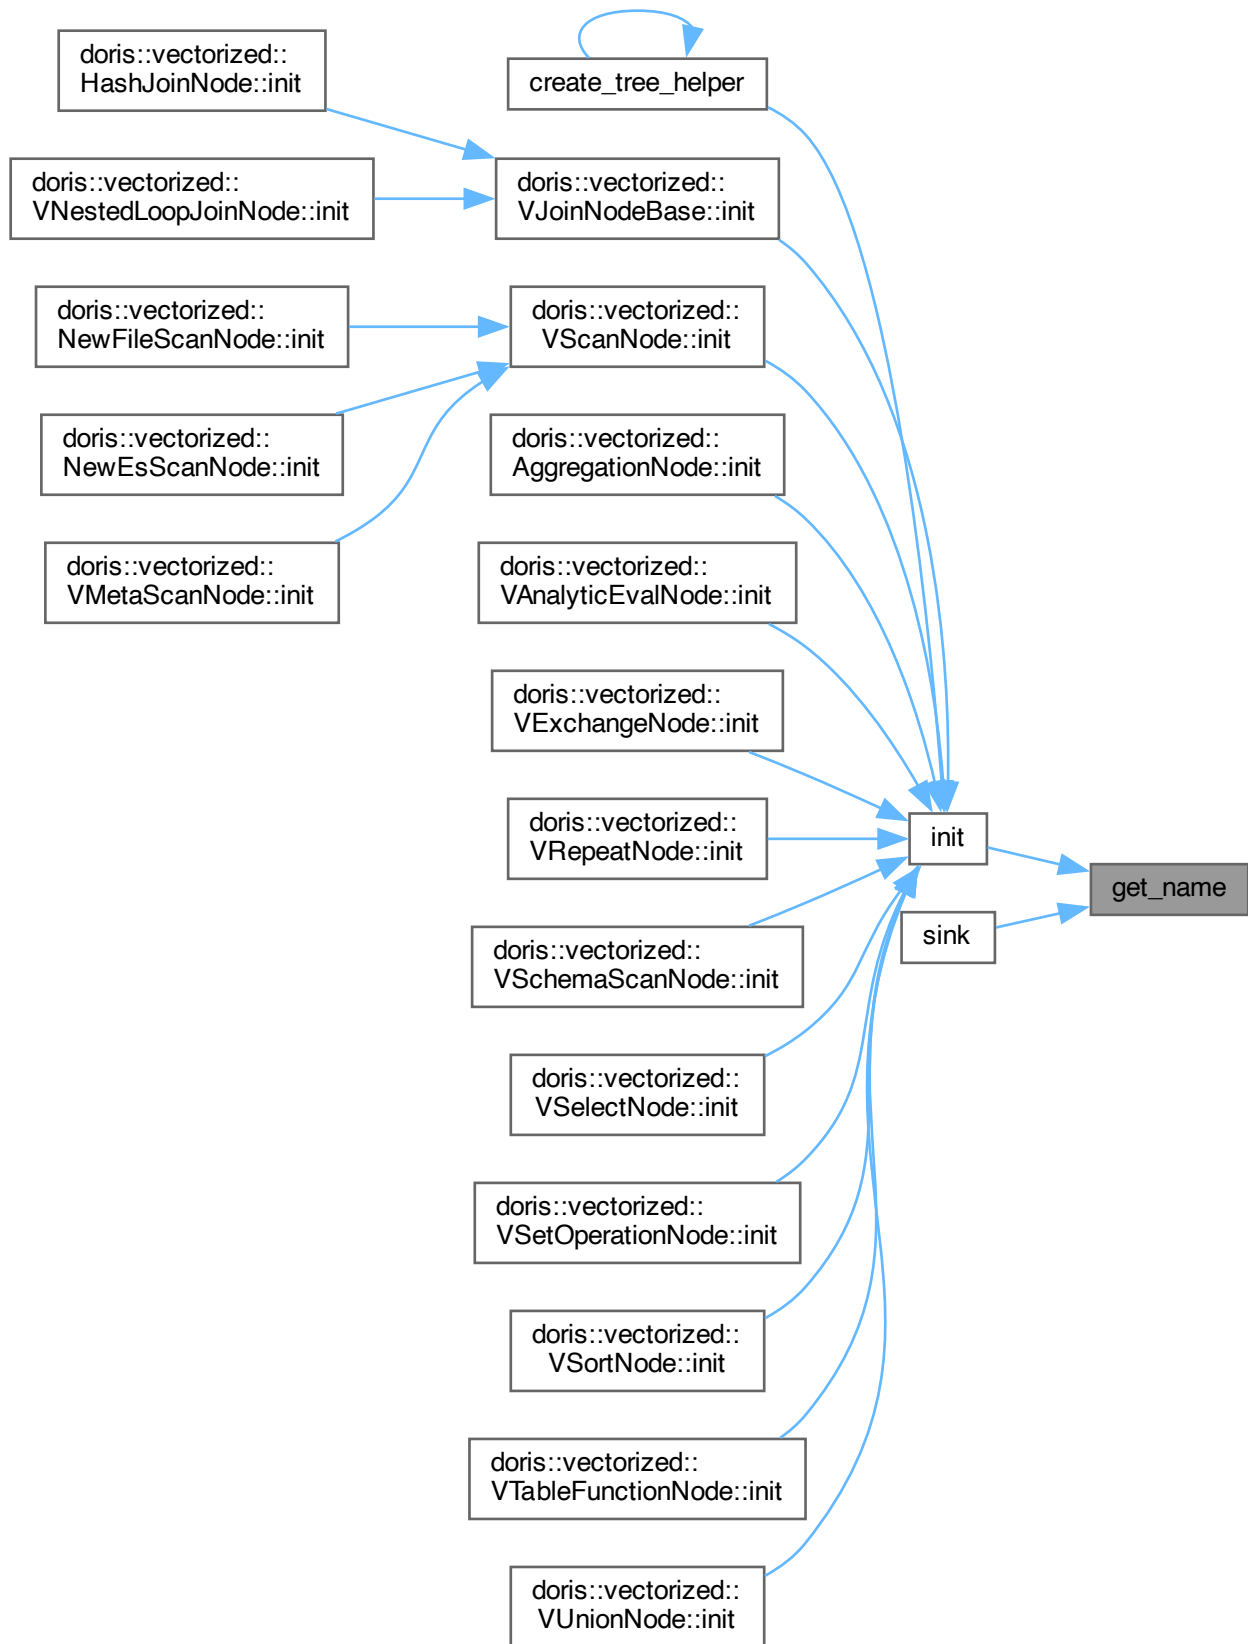 doris::vectorized::
HashJoinNode::init
create_tree_helper
doris::vectorized::
VNestedLoopJoinNode::init
doris::vectorized::
VJoinNodeBase::init
doris::vectorized::
NewFileScanNode::init
doris::vectorized::
VScanNode::init
doris::vectorized::
NewEsScanNode::init
doris::vectorized::
AggregationNode::init
doris::vectorized::
VMetaScanNode::init
doris::vectorized::
VAnalyticEvalNode::init
doris::vectorized::
VExchangeNode::init
doris::vectorized::
VRepeatNode::init
init
get_name
sink
doris::vectorized::
VSchemaScanNode::init
doris::vectorized::
VSelectNode::init
doris::vectorized::
VSetOperationNode::init
doris::vectorized::
VSortNode::init
doris::vectorized::
VTableFunctionNode::init
doris::vectorized::
VUnionNode::init